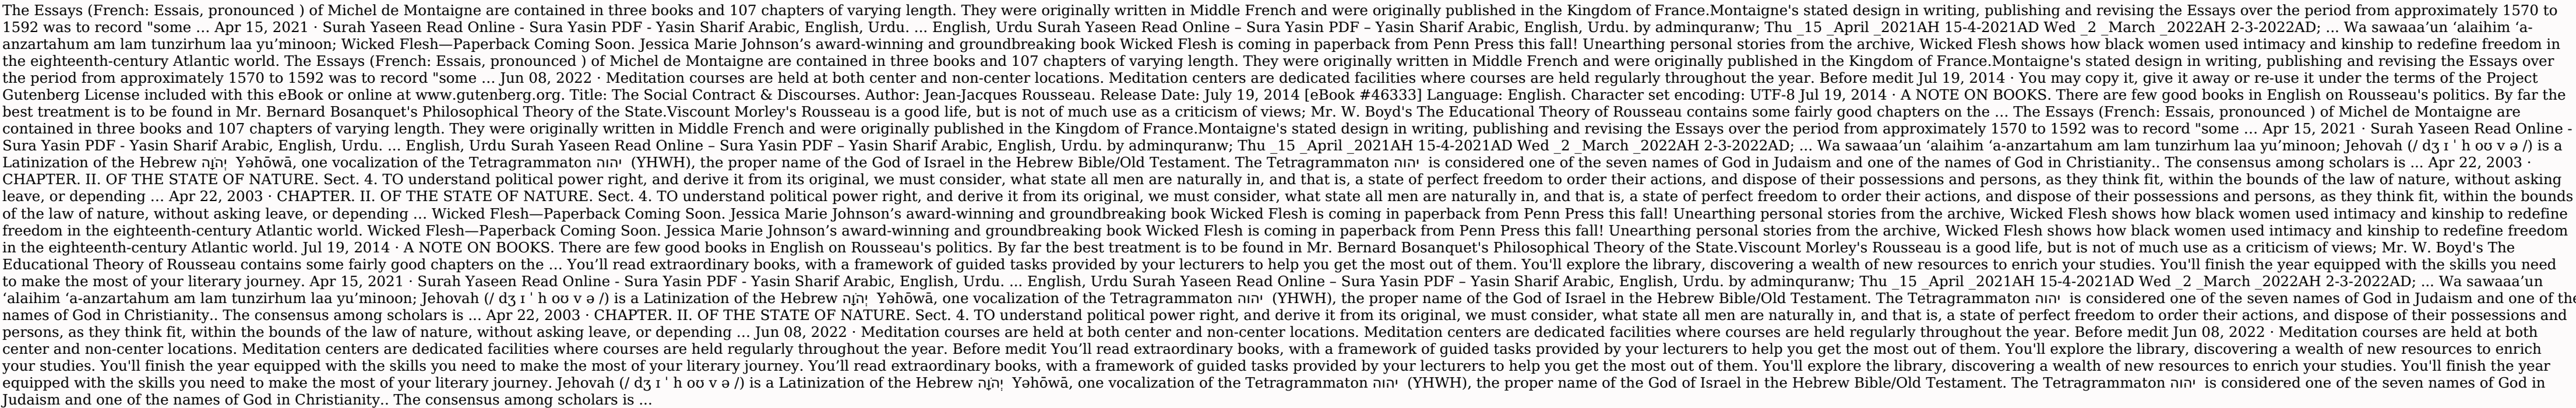 The Essays (French: Essais, pronounced ) of Michel de Montaigne are contained in three books and 107 chapters of varying length. They were originally written in Middle French and were originally published in the Kingdom of France.Montaigne's stated design in writing, publishing and revising the Essays over the period from approximately 1570 to
1592 was to record "some ... Apr 15, 2021 · Surah Yaseen Read Online - Sura Yasin PDF - Yasin Sharif Arabic, English, Urdu. ... English, Urdu Surah Yaseen Read Online – Sura Yasin PDF – Yasin Sharif Arabic, English, Urdu. by adminquranw; Thu _15 _April _2021AH 15-4-2021AD Wed _2 _March _2022AH 2-3-2022AD; ... Wa sawaaa’un ‘alaihim ‘a-
anzartahum am lam tunzirhum laa yu’minoon; Wicked Flesh—Paperback Coming Soon. Jessica Marie Johnson’s award-winning and groundbreaking book Wicked Flesh is coming in paperback from Penn Press this fall! Unearthing personal stories from the archive, Wicked Flesh shows how black women used intimacy and kinship to redefine freedom in
the eighteenth-century Atlantic world. The Essays (French: Essais, pronounced ) of Michel de Montaigne are contained in three books and 107 chapters of varying length. They were originally written in Middle French and were originally published in the Kingdom of France.Montaigne's stated design in writing, publishing and revising the Essays over
the period from approximately 1570 to 1592 was to record "some ... Jun 08, 2022 · Meditation courses are held at both center and non-center locations. Meditation centers are dedicated facilities where courses are held regularly throughout the year. Before medit Jul 19, 2014 · You may copy it, give it away or re-use it under the terms of the Project
Gutenberg License included with this eBook or online at www.gutenberg.org. Title: The Social Contract & Discourses. Author: Jean-Jacques Rousseau. Release Date: July 19, 2014 [eBook #46333] Language: English. Character set encoding: UTF-8 Jul 19, 2014 · A NOTE ON BOOKS. There are few good books in English on Rousseau's politics. By far the
best treatment is to be found in Mr. Bernard Bosanquet's Philosophical Theory of the State.Viscount Morley's Rousseau is a good life, but is not of much use as a criticism of views; Mr. W. Boyd's The Educational Theory of Rousseau contains some fairly good chapters on the ... The Essays (French: Essais, pronounced ) of Michel de Montaigne are
contained in three books and 107 chapters of varying length. They were originally written in Middle French and were originally published in the Kingdom of France.Montaigne's stated design in writing, publishing and revising the Essays over the period from approximately 1570 to 1592 was to record "some ... Apr 15, 2021 · Surah Yaseen Read Online -
Sura Yasin PDF - Yasin Sharif Arabic, English, Urdu. ... English, Urdu Surah Yaseen Read Online – Sura Yasin PDF – Yasin Sharif Arabic, English, Urdu. by adminquranw; Thu _15 _April _2021AH 15-4-2021AD Wed _2 _March _2022AH 2-3-2022AD; ... Wa sawaaa’un ‘alaihim ‘a-anzartahum am lam tunzirhum laa yu’minoon; Jehovah (/ dʒ ɪ ˈ h oʊ v ə /) is a
Latinization of the Hebrew יְהֹוָה Yəhōwā, one vocalization of the Tetragrammaton יהוה (YHWH), the proper name of the God of Israel in the Hebrew Bible/Old Testament. The Tetragrammaton יהוה is considered one of the seven names of God in Judaism and one of the names of God in Christianity.. The consensus among scholars is ... Apr 22, 2003 ·
CHAPTER. II. OF THE STATE OF NATURE. Sect. 4. TO understand political power right, and derive it from its original, we must consider, what state all men are naturally in, and that is, a state of perfect freedom to order their actions, and dispose of their possessions and persons, as they think fit, within the bounds of the law of nature, without asking
leave, or depending ... Apr 22, 2003 · CHAPTER. II. OF THE STATE OF NATURE. Sect. 4. TO understand political power right, and derive it from its original, we must consider, what state all men are naturally in, and that is, a state of perfect freedom to order their actions, and dispose of their possessions and persons, as they think fit, within the bounds
of the law of nature, without asking leave, or depending ... Wicked Flesh—Paperback Coming Soon. Jessica Marie Johnson’s award-winning and groundbreaking book Wicked Flesh is coming in paperback from Penn Press this fall! Unearthing personal stories from the archive, Wicked Flesh shows how black women used intimacy and kinship to redefine
freedom in the eighteenth-century Atlantic world. Wicked Flesh—Paperback Coming Soon. Jessica Marie Johnson’s award-winning and groundbreaking book Wicked Flesh is coming in paperback from Penn Press this fall! Unearthing personal stories from the archive, Wicked Flesh shows how black women used intimacy and kinship to redefine freedom
in the eighteenth-century Atlantic world. Jul 19, 2014 · A NOTE ON BOOKS. There are few good books in English on Rousseau's politics. By far the best treatment is to be found in Mr. Bernard Bosanquet's Philosophical Theory of the State.Viscount Morley's Rousseau is a good life, but is not of much use as a criticism of views; Mr. W. Boyd's The
Educational Theory of Rousseau contains some fairly good chapters on the ... You’ll read extraordinary books, with a framework of guided tasks provided by your lecturers to help you get the most out of them. You'll explore the library, discovering a wealth of new resources to enrich your studies. You'll finish the year equipped with the skills you need
to make the most of your literary journey. Apr 15, 2021 · Surah Yaseen Read Online - Sura Yasin PDF - Yasin Sharif Arabic, English, Urdu. ... English, Urdu Surah Yaseen Read Online – Sura Yasin PDF – Yasin Sharif Arabic, English, Urdu. by adminquranw; Thu _15 _April _2021AH 15-4-2021AD Wed _2 _March _2022AH 2-3-2022AD; ... Wa sawaaa’un
‘alaihim ‘a-anzartahum am lam tunzirhum laa yu’minoon; Jehovah (/ dʒ ɪ ˈ h oʊ v ə /) is a Latinization of the Hebrew יְהֹוָה Yəhōwā, one vocalization of the Tetragrammaton יהוה (YHWH), the proper name of the God of Israel in the Hebrew Bible/Old Testament. The Tetragrammaton יהוה is considered one of the seven names of God in Judaism and one of the
names of God in Christianity.. The consensus among scholars is ... Apr 22, 2003 · CHAPTER. II. OF THE STATE OF NATURE. Sect. 4. TO understand political power right, and derive it from its original, we must consider, what state all men are naturally in, and that is, a state of perfect freedom to order their actions, and dispose of their possessions and
persons, as they think fit, within the bounds of the law of nature, without asking leave, or depending ... Jun 08, 2022 · Meditation courses are held at both center and non-center locations. Meditation centers are dedicated facilities where courses are held regularly throughout the year. Before medit Jun 08, 2022 · Meditation courses are held at both
center and non-center locations. Meditation centers are dedicated facilities where courses are held regularly throughout the year. Before medit You’ll read extraordinary books, with a framework of guided tasks provided by your lecturers to help you get the most out of them. You'll explore the library, discovering a wealth of new resources to enrich
your studies. You'll finish the year equipped with the skills you need to make the most of your literary journey. You’ll read extraordinary books, with a framework of guided tasks provided by your lecturers to help you get the most out of them. You'll explore the library, discovering a wealth of new resources to enrich your studies. You'll finish the year
equipped with the skills you need to make the most of your literary journey. Jehovah (/ dʒ ɪ ˈ h oʊ v ə /) is a Latinization of the Hebrew יְהֹוָה Yəhōwā, one vocalization of the Tetragrammaton יהוה (YHWH), the proper name of the God of Israel in the Hebrew Bible/Old Testament. The Tetragrammaton יהוה is considered one of the seven names of God in
Judaism and one of the names of God in Christianity.. The consensus among scholars is ...